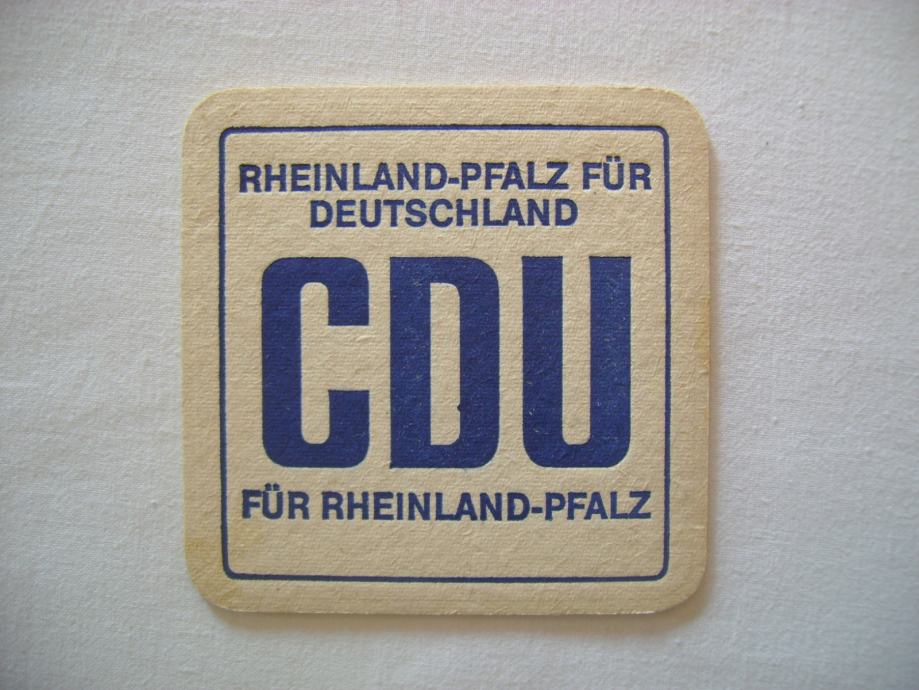 RHEINLAND-PFALZ FÜR
DEUTSCHLAND
CDU
FÜR RHEINLAND-PFALZ